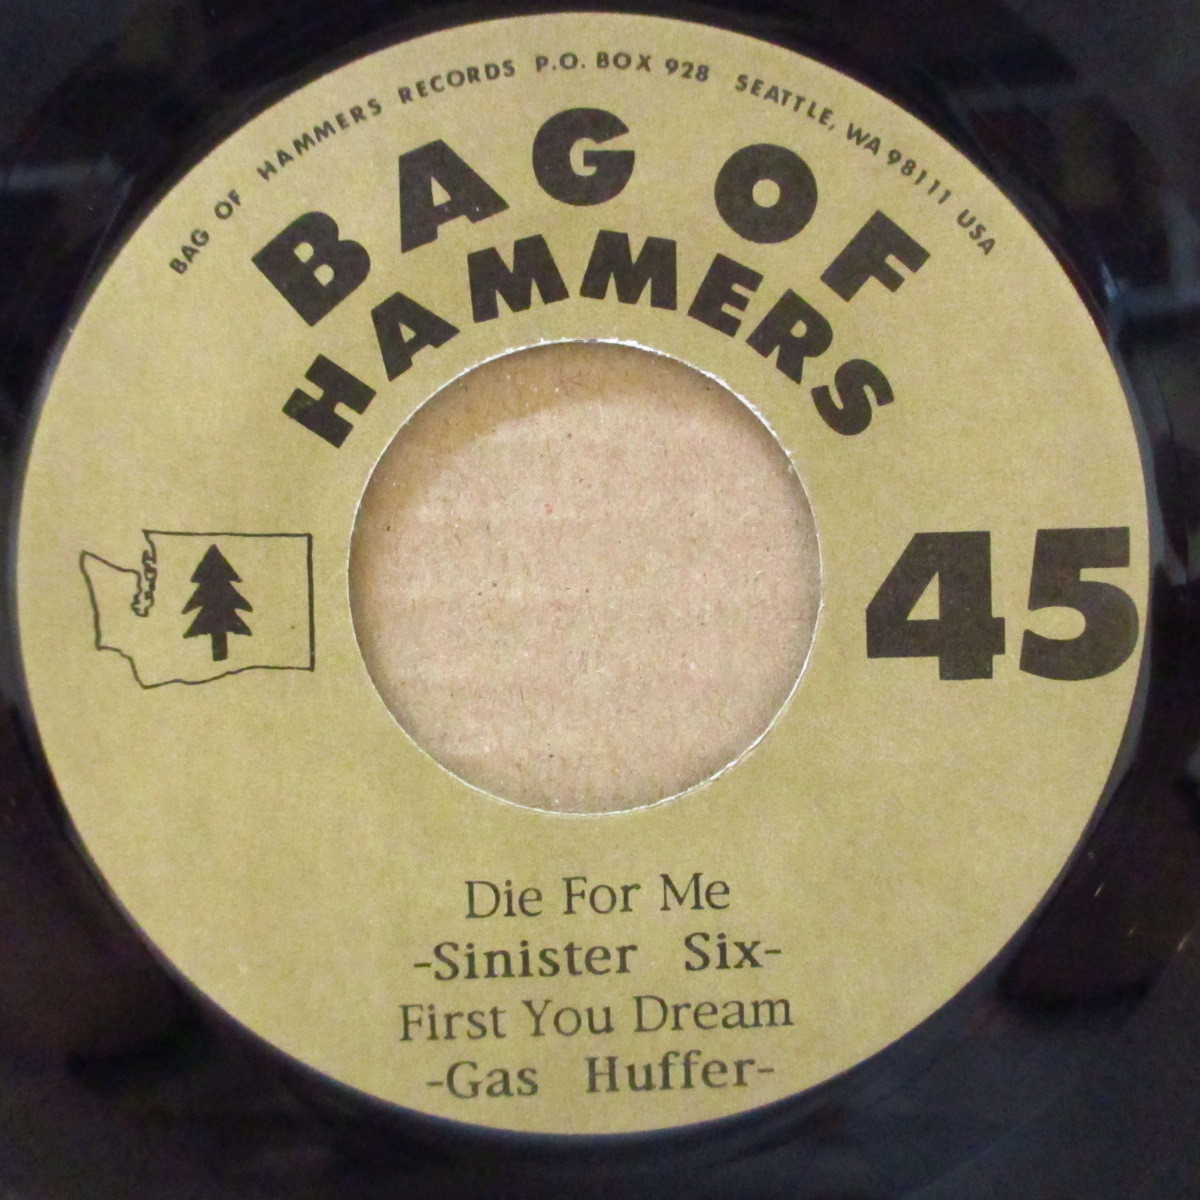 BAG OF HAMMERS RECORDS P.O. BOX 928 SEATTLE, WA 98111 USA
BAG OF
HAMMERS
45
Die For Me
-Sinister Six-
First You Dream
-Gas Huffer-